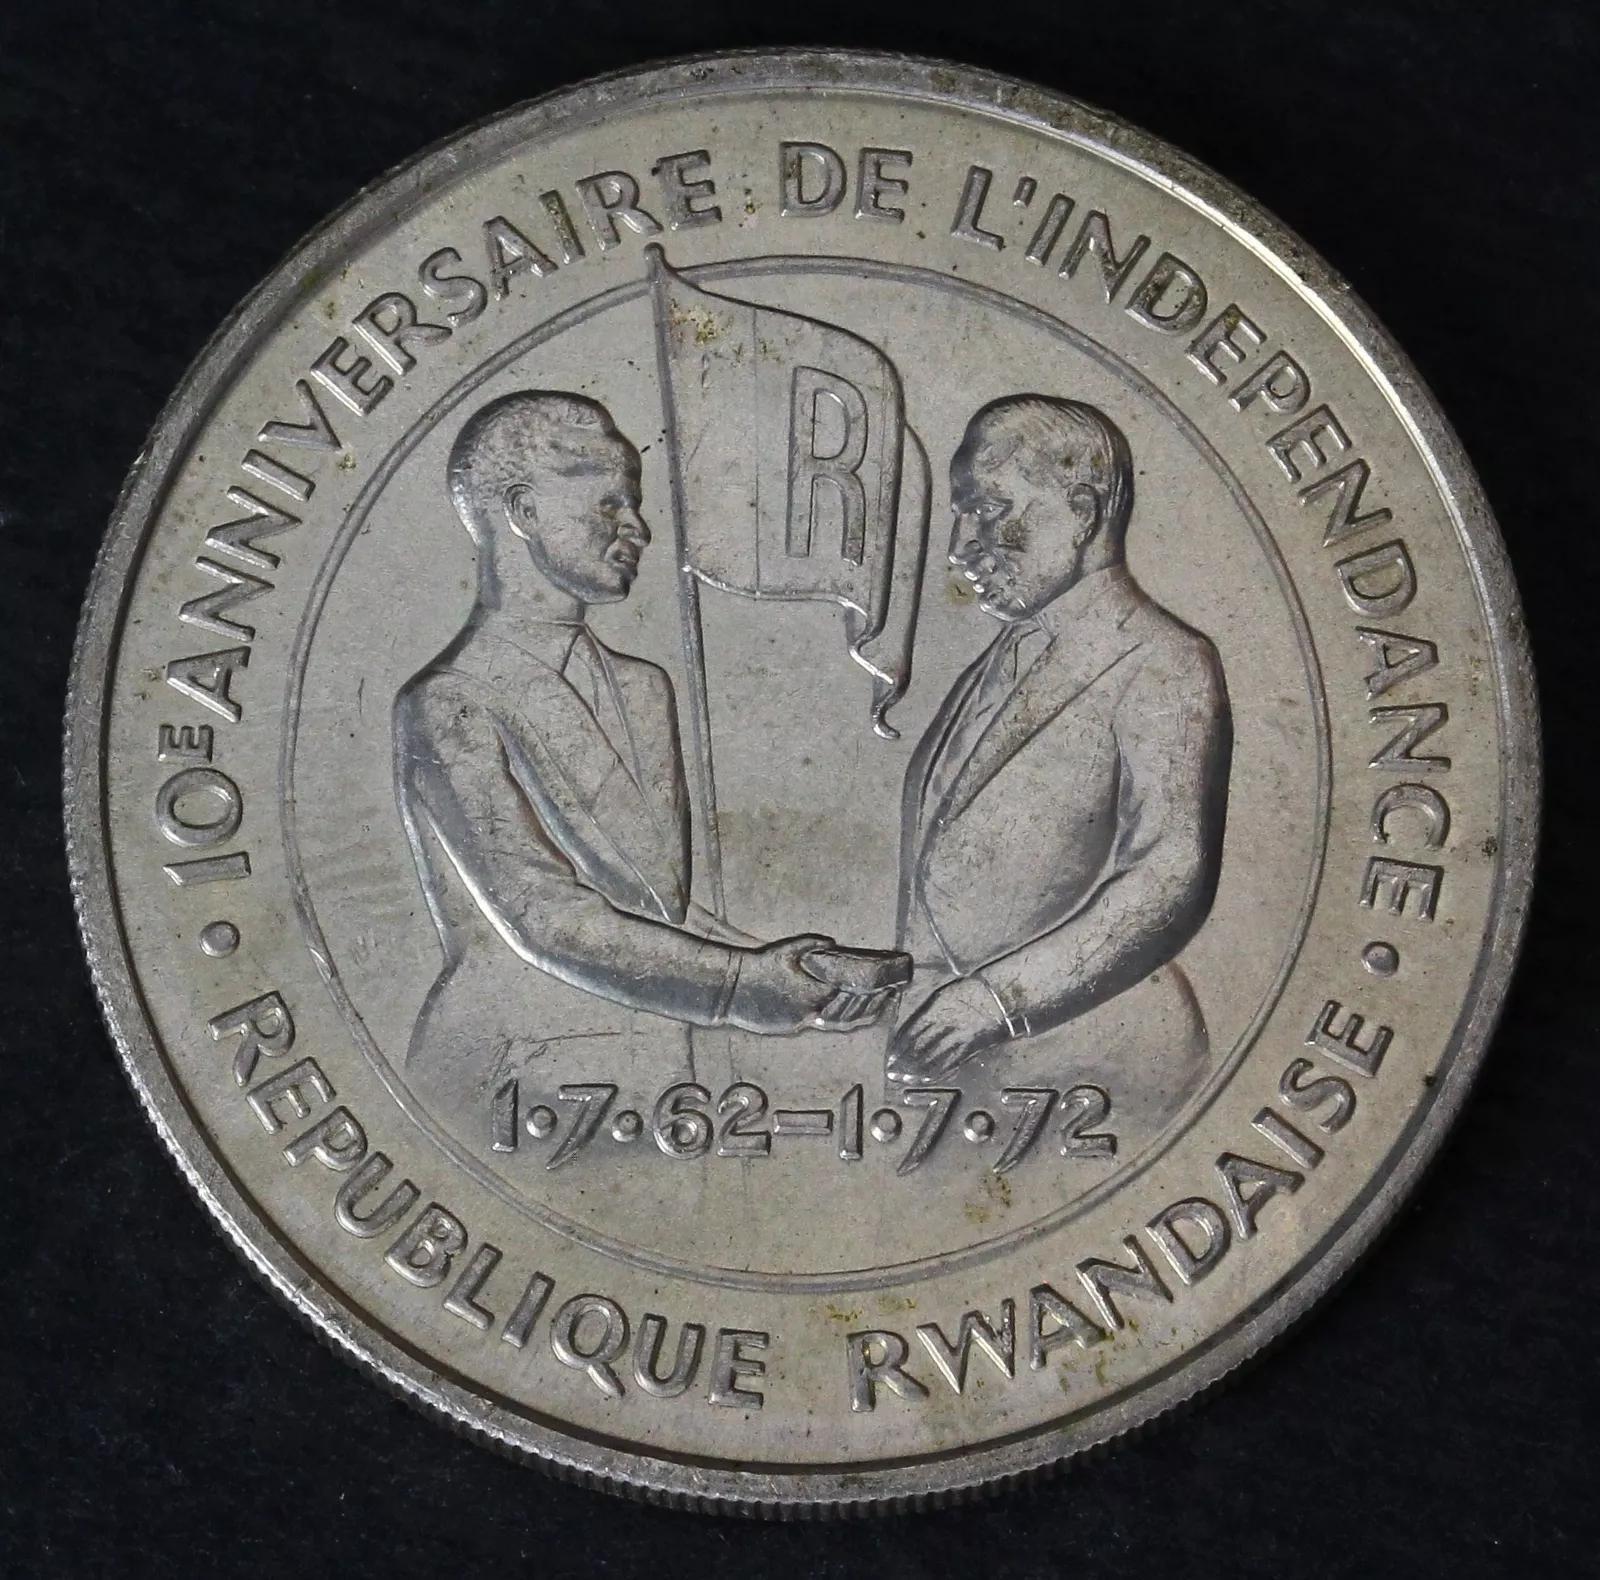 10E ANNIVERSAIRE DE L'INDEPENDANCE
R
1·7·62–1·7·72
• REPUBLIQUE RWANDAISE •